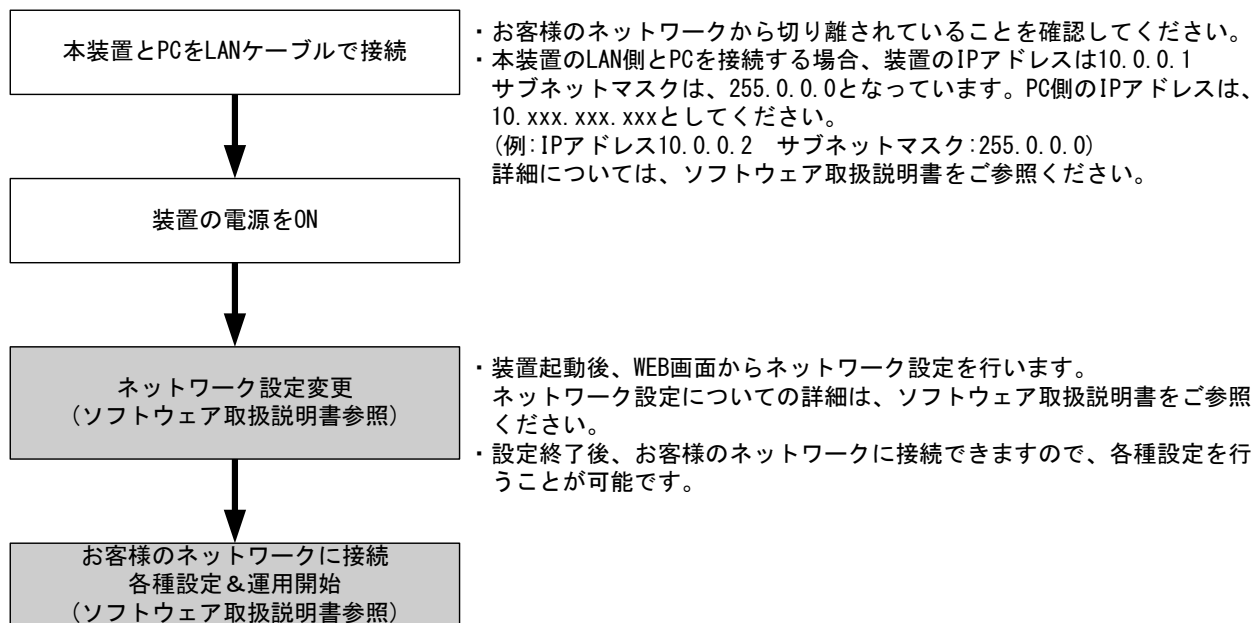 本装置とPCをLANケーブルで接続
・お客様のネットワークから切り離されていることを確認してください。
・本装置のLAN側とPCを接続する場合、装置のIPアドレスは10.0.0.1
サブネットマスクは、255.0.0.0となっています。PC側のIPアドレスは、
10.xxx.xxx.xxxとしてください。
(例:IPアドレス10.0.0.2　サブネットマスク:255.0.0.0)
詳細については、ソフトウェア取扱説明書をご参照ください。
装置の電源をON
ネットワーク設定変更
(ソフトウェア取扱説明書参照)
・装置起動後、WEB画面からネットワーク設定を行います。
ネットワーク設定についての詳細は、ソフトウェア取扱説明書をご参照
ください。
・設定終了後、お客様のネットワークに接続できますので、各種設定を行
うことが可能です。
お客様のネットワークに接続
各種設定＆運用開始
(ソフトウェア取扱説明書参照)